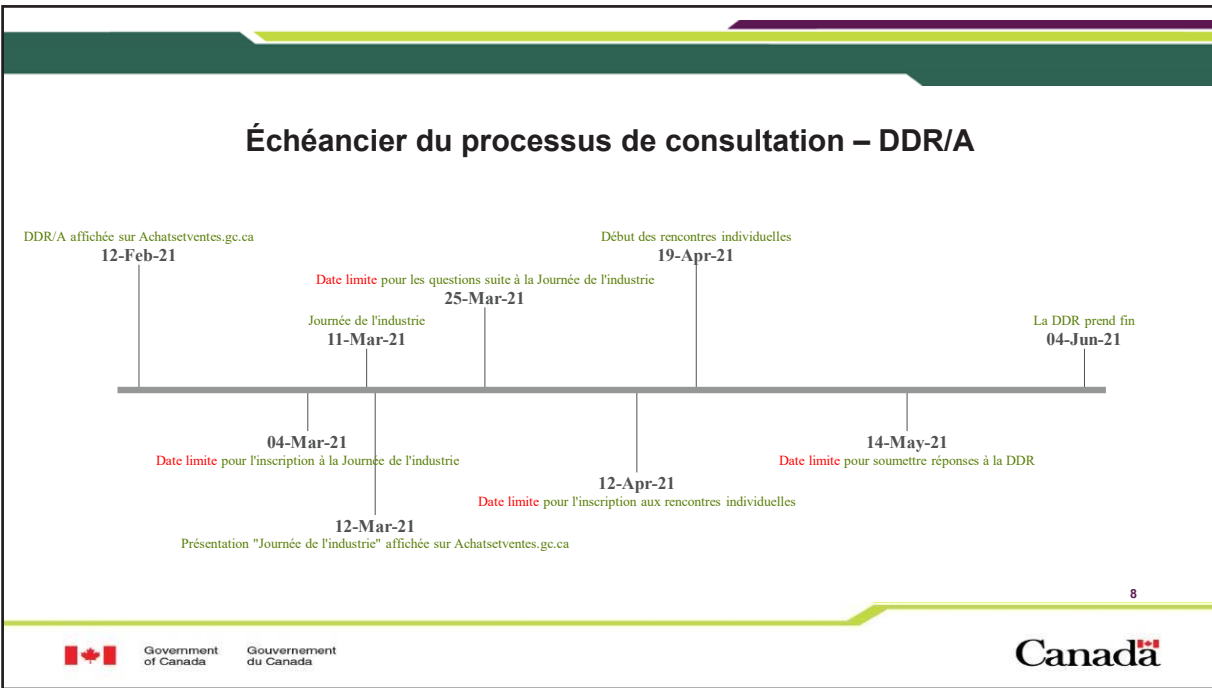 Échéancier du processus de consultation – DDR/A
DDR/A affichée sur Achatsetventes.gc.ca
12-Feb-21
Début des rencontres individuelles
19-Apr-21
Date limite pour les questions suite à la Journée de l'industrie
25-Mar-21
Journée de l'industrie
11-Mar-21
La DDR prend fin
04-Jun-21
04-Mar-21
Date limite pour l'inscription à la Journée de l'industrie
14-May-21
Date limite pour soumettre réponses à la DDR
12-Apr-21
Date limite pour l'inscription aux rencontres individuelles
12-Mar-21
Présentation "Journée de l'industrie" affichée sur Achatsetventes.gc.ca
8
Government
of Canada
Gouvernement
du Canada
Canada